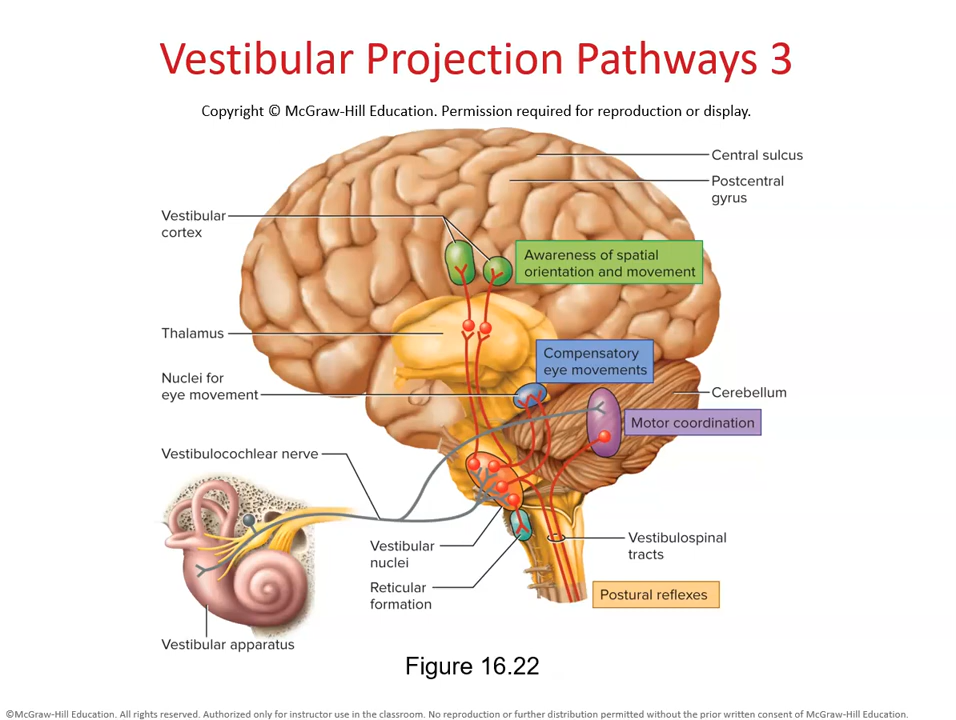 Vestibular Projection Pathways 3
Copyright © McGraw-Hill Education. Permission required for reproduction or display.
Central sulcus
Postcentral
gyrus
Vestibular
cortex
Awareness of spatial
orientation and movement
Thalamus
Compensatory
eye movements
Nuclei for
eye movement
Cerebellum
Motor coordination
Vestibulocochlear nerve
Vestibular
nuclei
Vestibulospinal
tracts
Reticular
formation
Postural reflexes
Vestibular apparatus
Figure 16.22
©McGraw-Hill Education. All rights reserved. Authorized only for instructor use in the classroom. No reproduction or further distribution permitted without the prior written consent of McGraw-Hill Education.